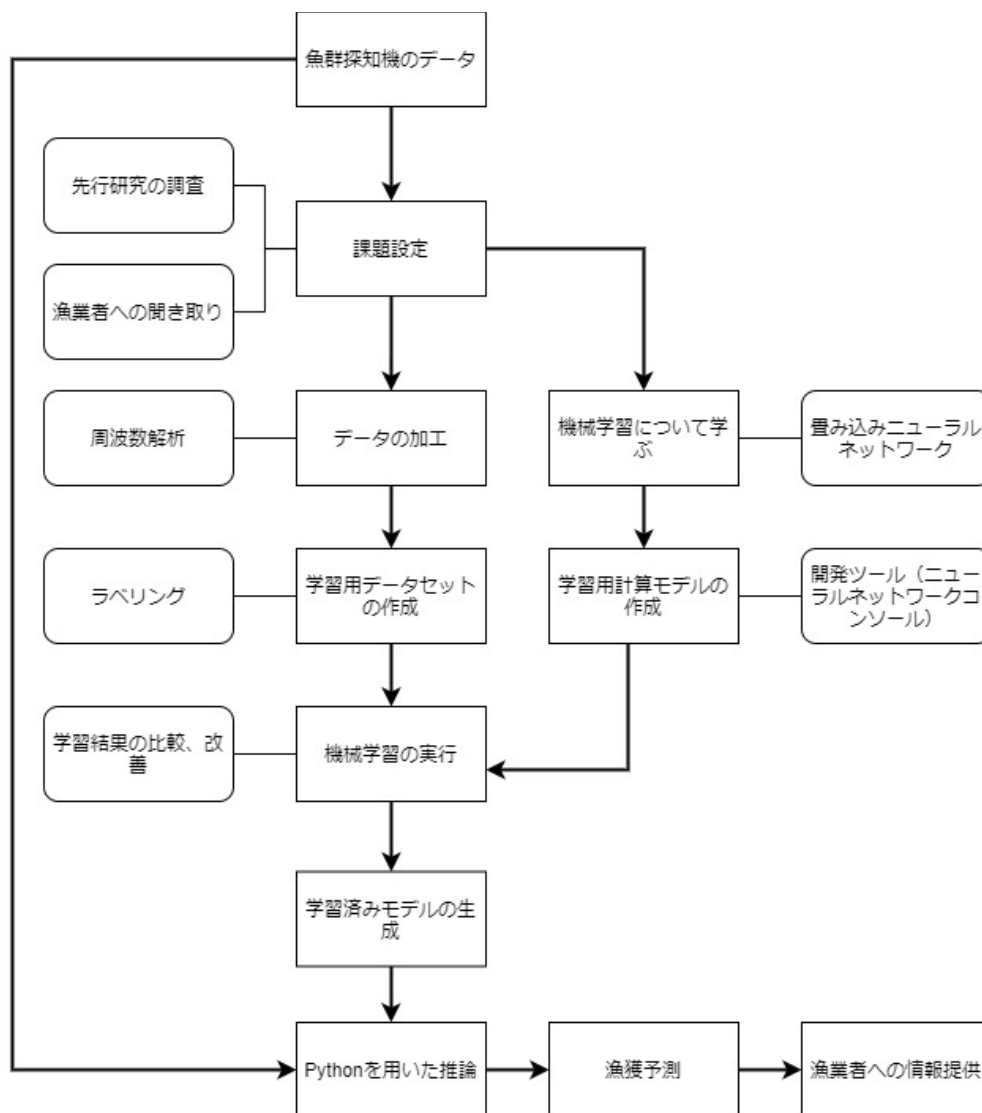 魚群探知機のデータ
先行研究の調査
課題設定
漁業者への聞き取り
周波数解析
データの加工
機械学習について学
ぶ
畳み込みニューラル
ネットワーク
ラベリング
学習用データセット
の作成
学習用計算モデルの
作成
開発ツール（ニュー
ラルネットワークコ
ンソール）
学習結果の比較、改
善
機械学習の実行
学習済みモデルの生
成
Pythonを用いた推論
漁獲予測
漁業者への情報提供